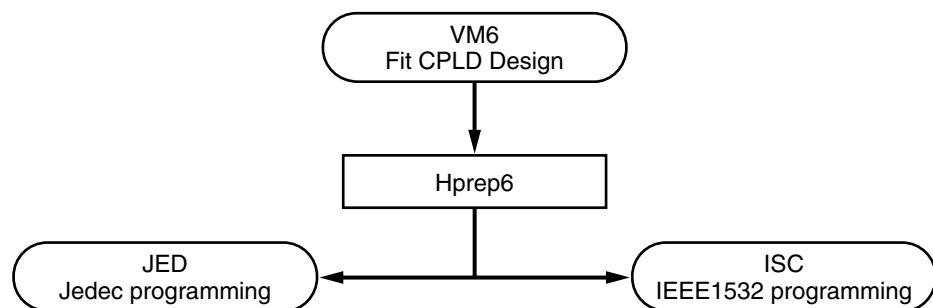 VM6
Fit CPLD Design
Hprep6
JED
Jedec programming
ISC
IEEE1532 programming